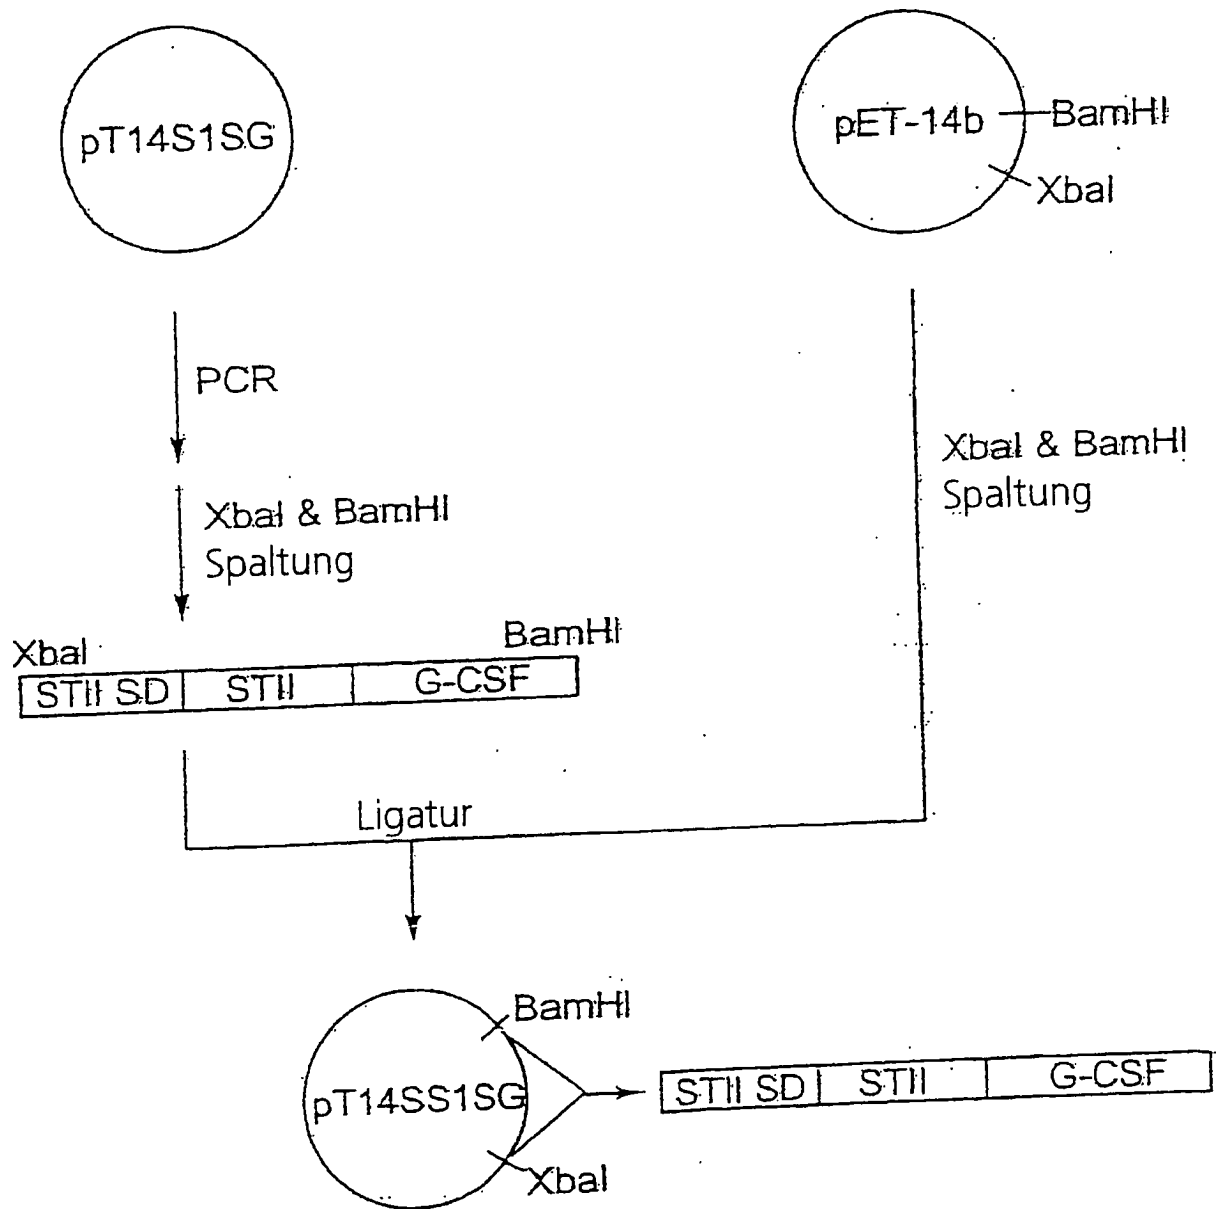 pT14S1SG
pET-14b
BamHI
XbaI
PCR
XbaI & BamHI
Spaltung
XbaI & BamHI
Spaltung
XbaI
BamHI
STII SD
STII
G-CSF
Ligatur
BamHI
pT14SS1SG
STII SD
STII
G-CSF
XbaI